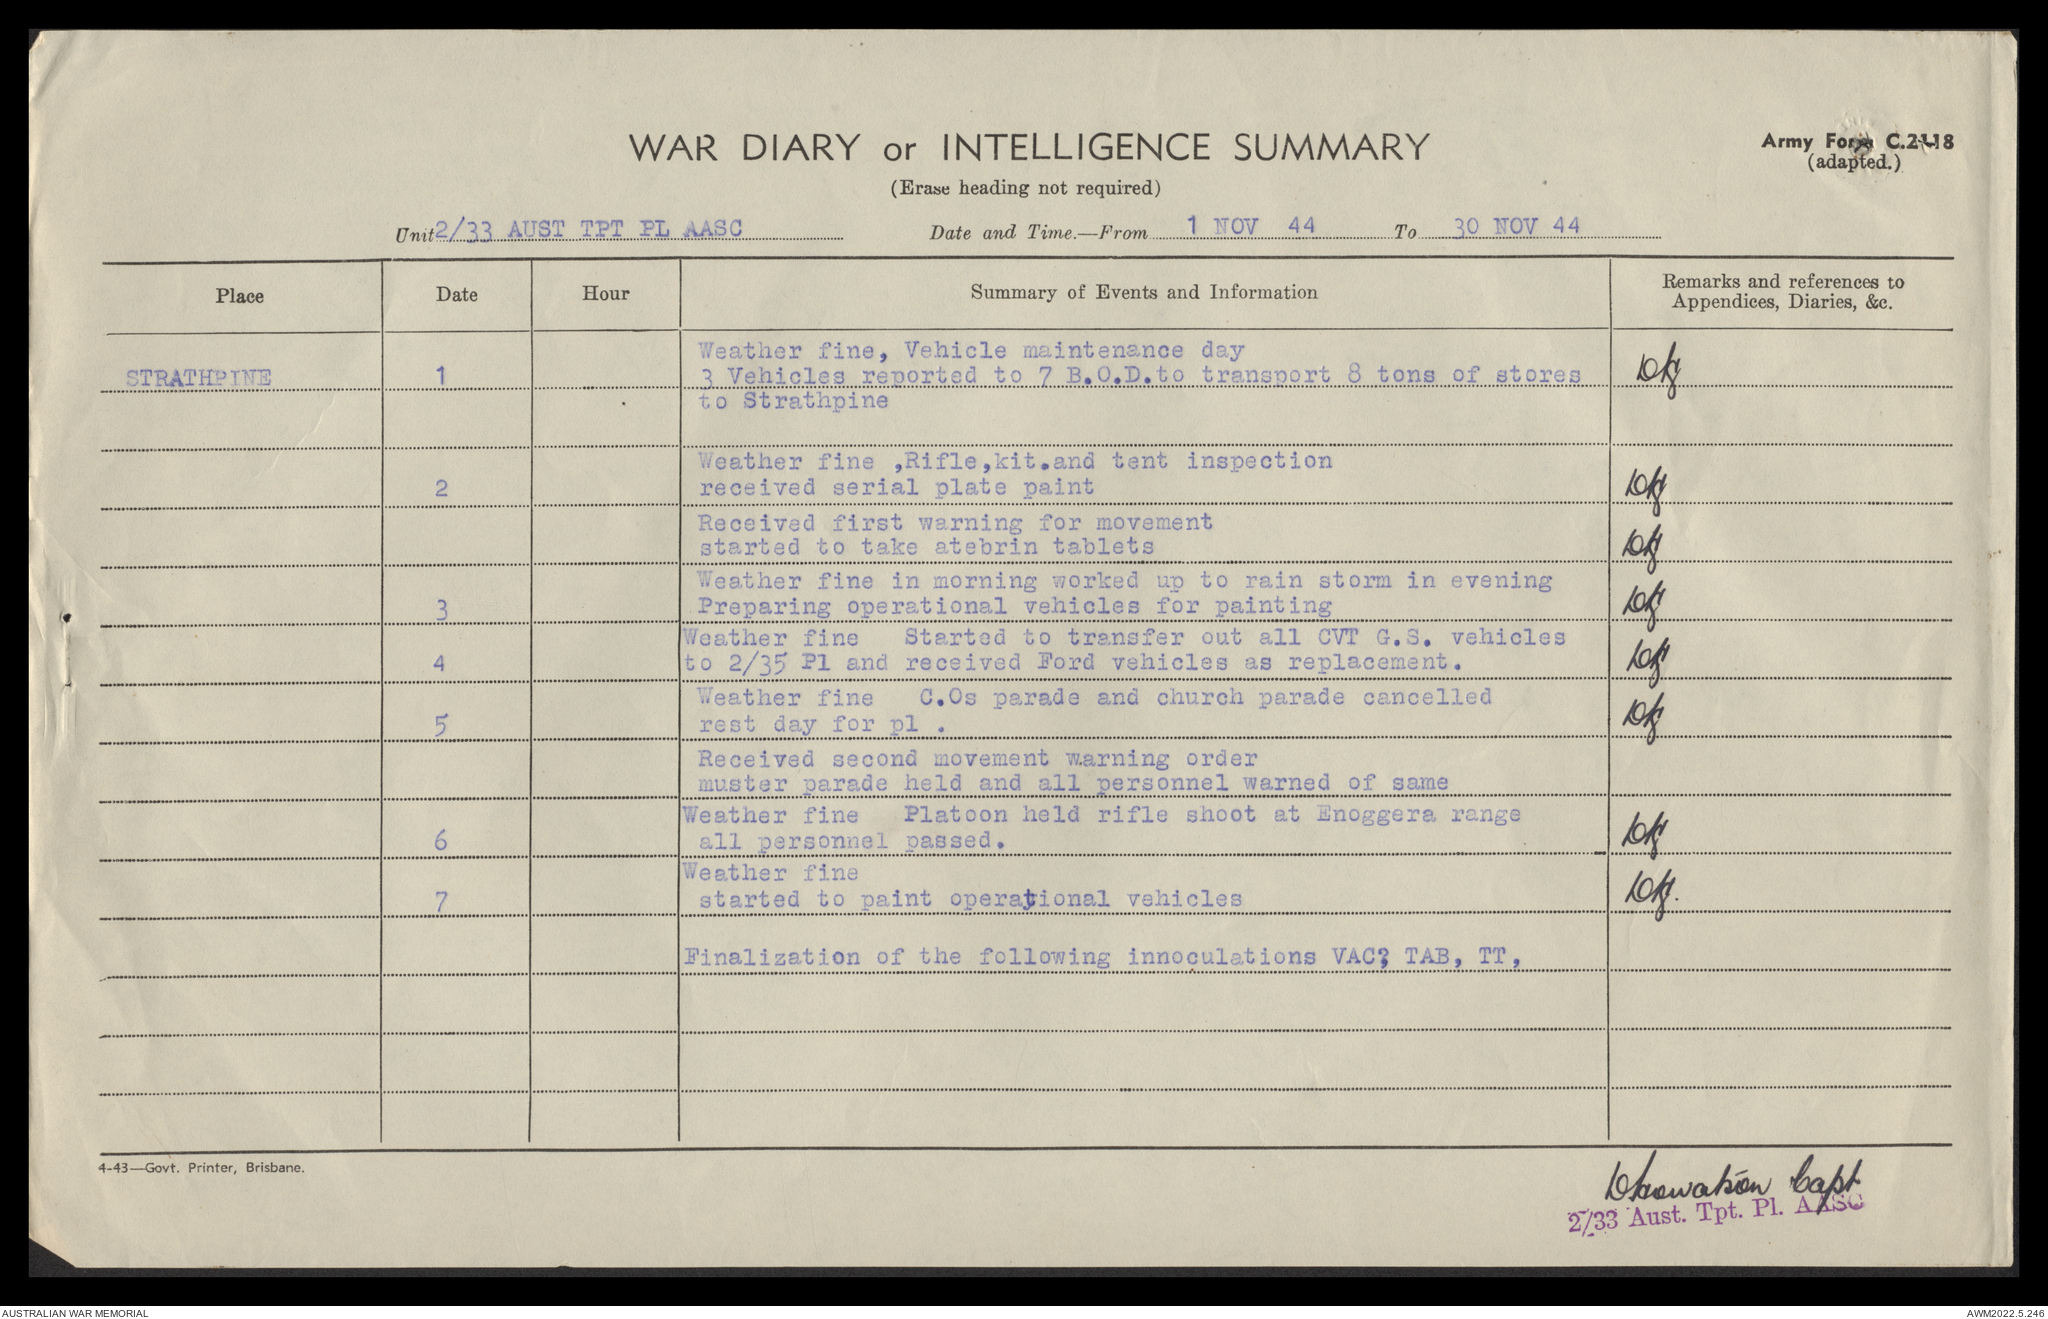 WAR DIARY or INTELLIGENCE SUMMARY
(Erase heading not required)
Army Form C.2118
(adapted.)
Unit 2/33 AUST TPT PL AASC Date and Time.—From 1 NOV 44 To 30 NOV 44
Place Date Hour Summary of Events and Information Remarks and references to
Appendices, Diaries, &c.
Weather fine, Vehicle maintenance day
STRATHPINE 1 3 Vehicles reported to 7 B.O.D.to transport 8 tons of stores
to Strathpine
Weather fine ,Rifle,kit.and tent inspection
2 received serial plate paint
Received first warning for movement
started to take atebrin tablets
Weather fine in morning worked up to rain storm in evening
3 Preparing operational vehicles for painting
Weather fine Started to transfer out all CVT G.S. vehicles
4 to 2/35 Pl and received Ford vehicles as replacement.
Weather fine C.Os parade and church parade cancelled
5 rest day for pl .
Received second movement warning order
muster parade held and all personnel warned of same
Weather fine Platoon held rifle shoot at Enoggera range
6 all personnel passed.
Weather fine
7 started to paint operational vehicles
Finalization of the following innoculations VAC, TAB, TT,
4-43—Govt. Printer, Brisbane.
Capt
2/33 Aust. Tpt. Pl. AASC
AUSTRALIAN WAR MEMORIAL AWM2022.5.246